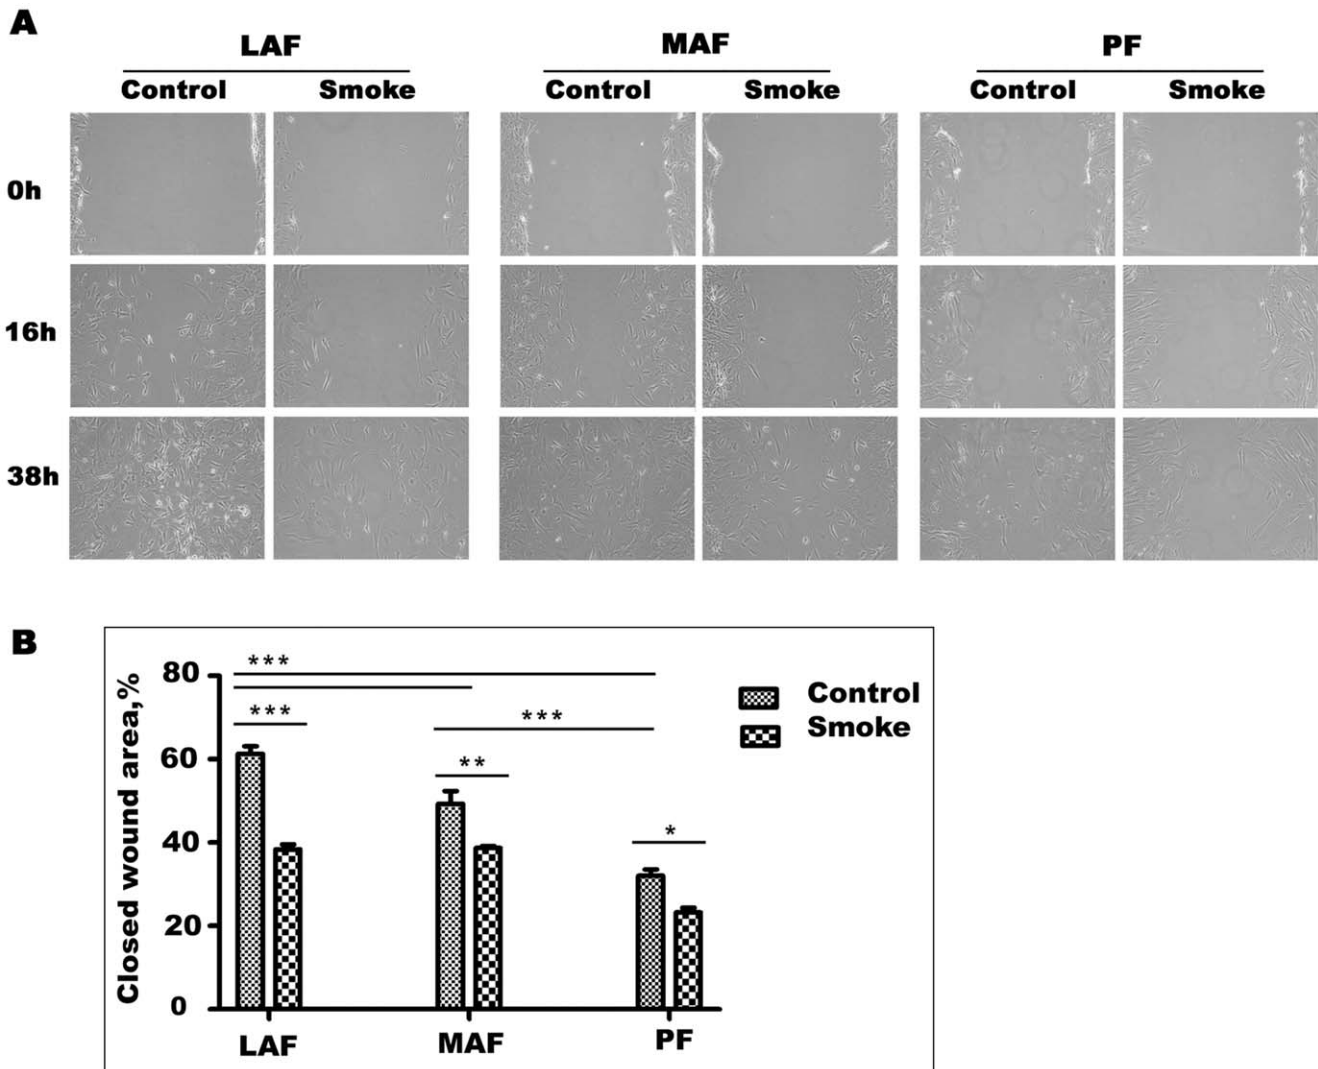 A
LAF MAF PF
Control Smoke Control Smoke Control Smoke
0h
16h
38h
B
Closed wound area,%
80
60
40
20
0
***
***
***
**
*
Control
Smoke
LAF MAF PF